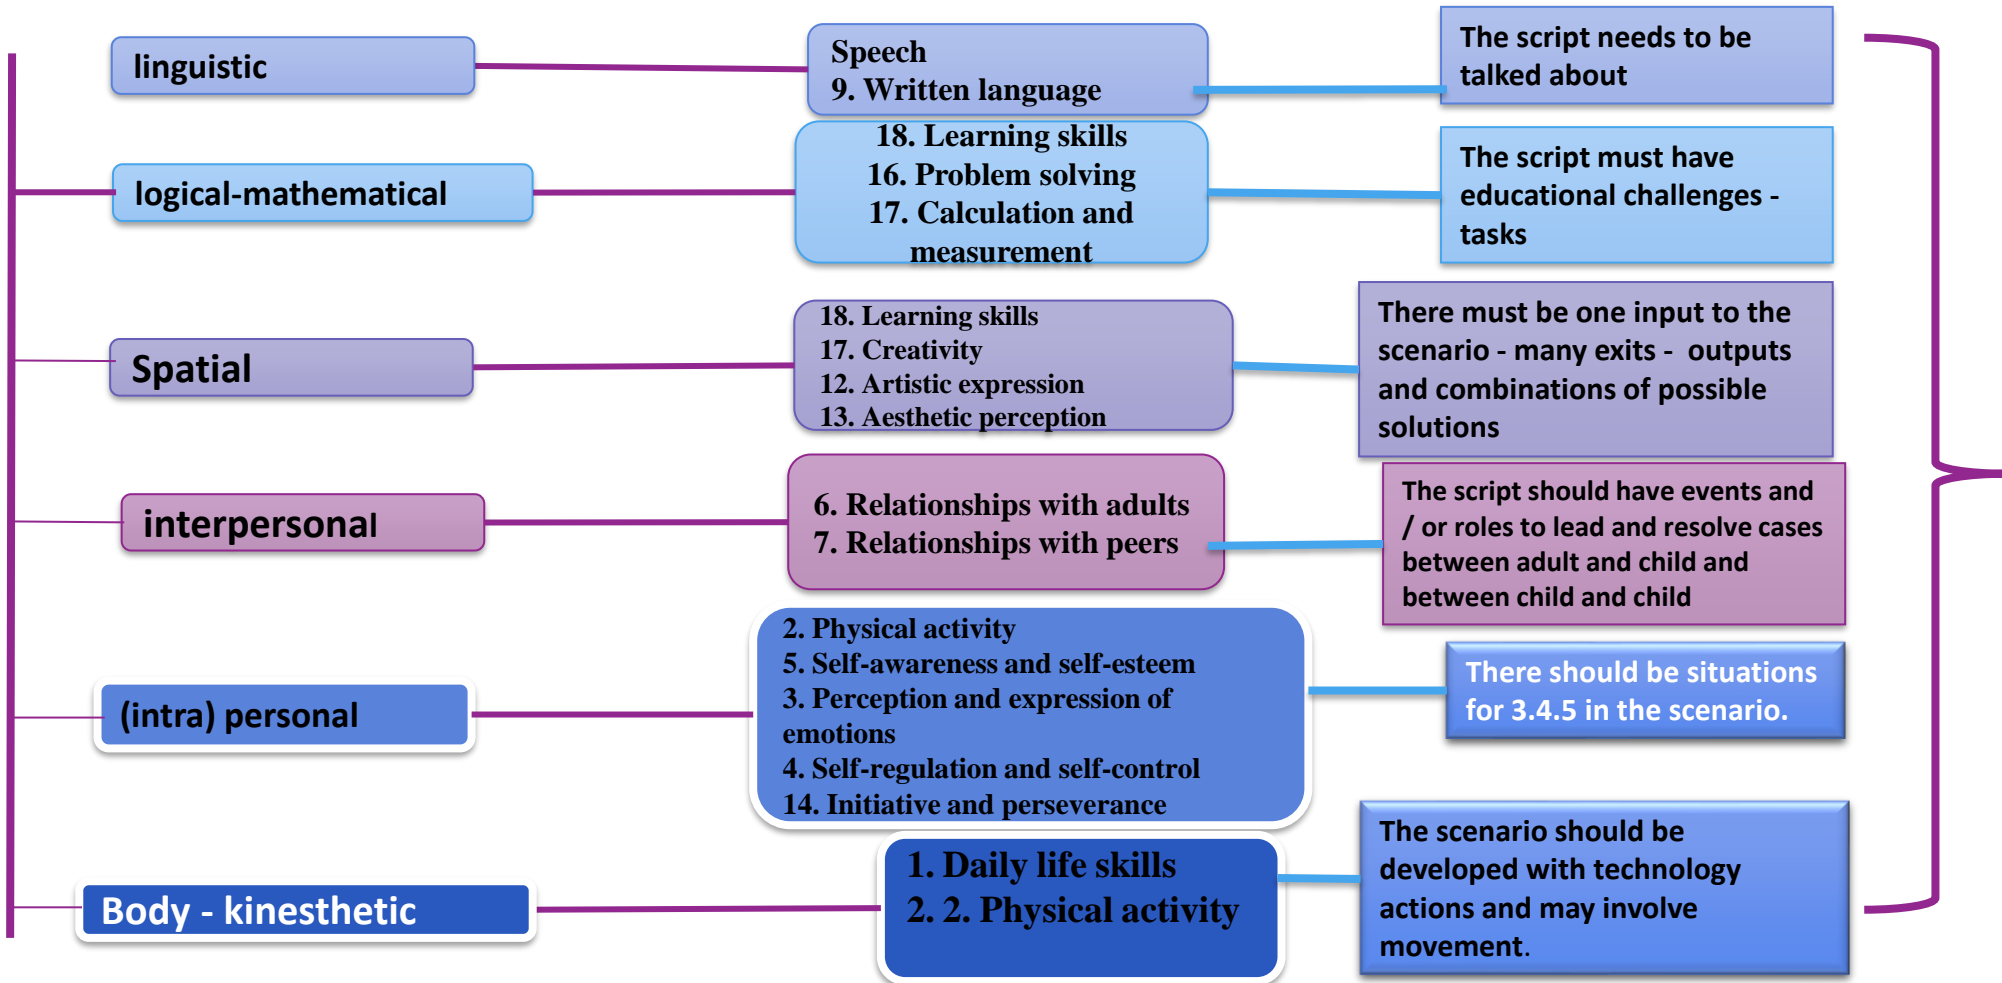 linguistic
Speech
9. Written language
The script needs to be
talked about
logical-mathematical
18. Learning skills
16. Problem solving
17. Calculation and
measurement
The script must have
educational challenges -
tasks
Spatial
18. Learning skills
17. Creativity
12. Artistic expression
13. Aesthetic perception
There must be one input to the
scenario - many exits - outputs
and combinations of possible
solutions
interpersonal
6. Relationships with adults
7. Relationships with peers
The script should have events and
/ or roles to lead and resolve cases
between adult and child and
between child and child
(intra) personal
2. Physical activity
5. Self-awareness and self-esteem
3. Perception and expression of
emotions
4. Self-regulation and self-control
14. Initiative and perseverance
There should be situations
for 3.4.5 in the scenario.
Body - kinesthetic
1. Daily life skills
2. 2. Physical activity
The scenario should be
developed with technology
actions and may involve
movement.